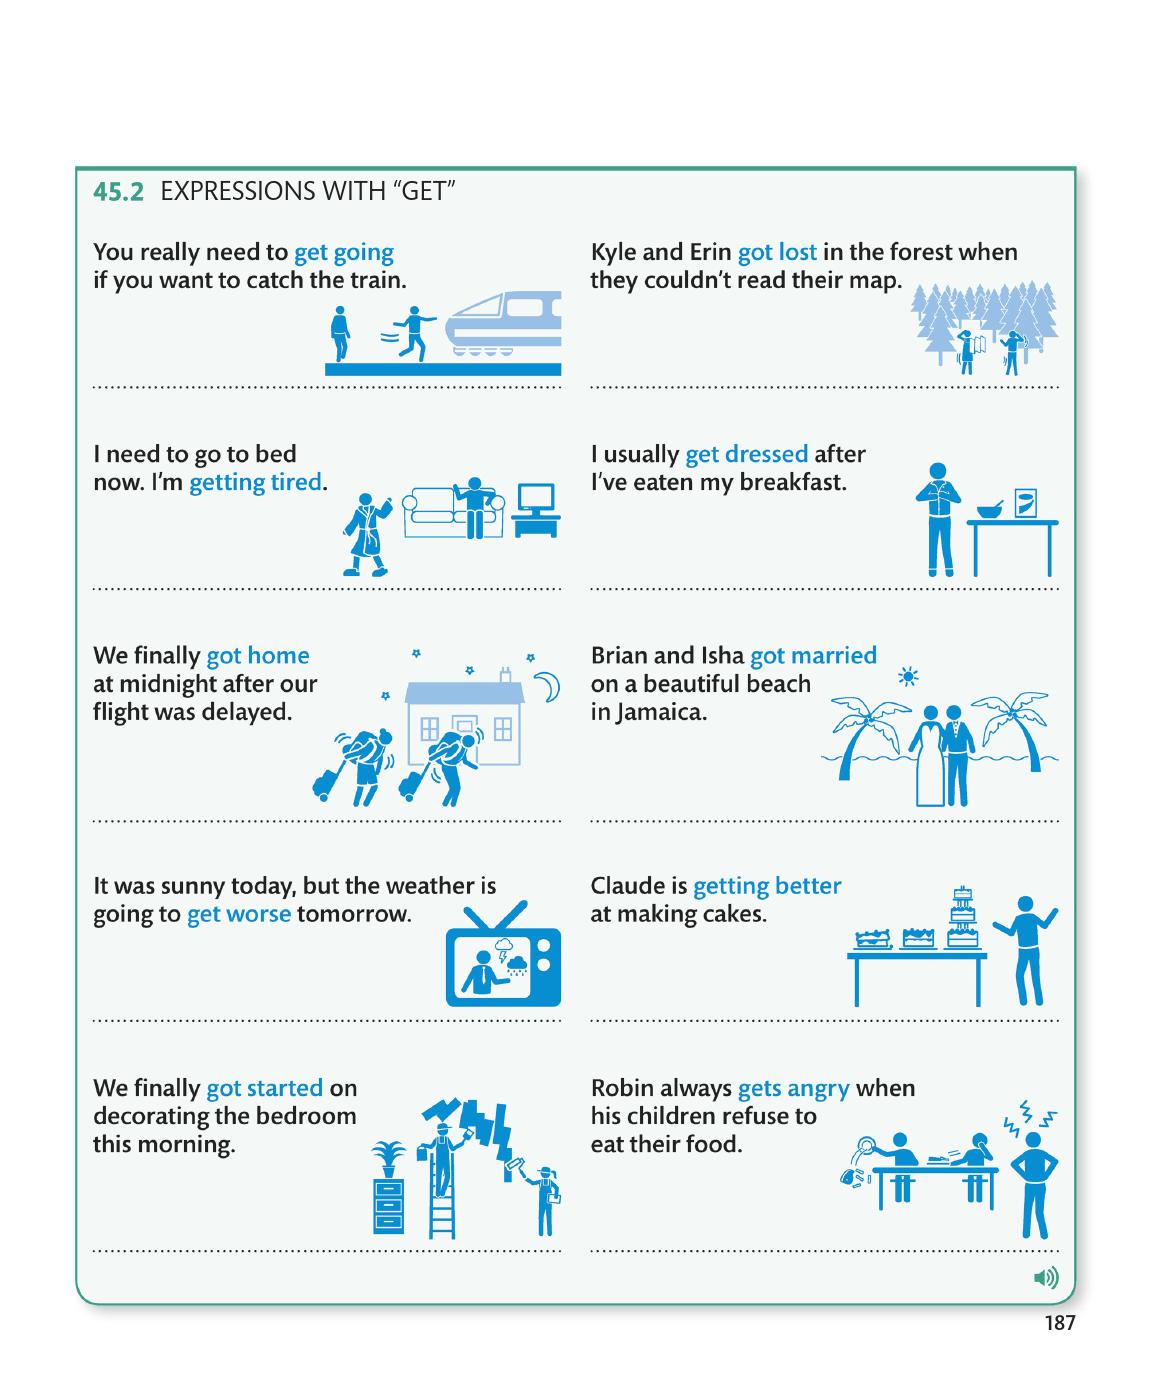 45.2 EXPRESSIONS WITH “GET”
You really need to get going
if you want to catch the train.
Kyle and Erin got lost in the forest when
they couldn’t read their map.
I need to go to bed
now. I’m getting tired.
I usually get dressed after
I’ve eaten my breakfast.
We finally got home
at midnight after our
flight was delayed.
Brian and Isha got married
on a beautiful beach
in Jamaica.
It was sunny today, but the weather is
going to get worse tomorrow.
Claude is getting better
at making cakes.
We finally got started on
decorating the bedroom
this morning.
Robin always gets angry when
his children refuse to
eat their food.
187